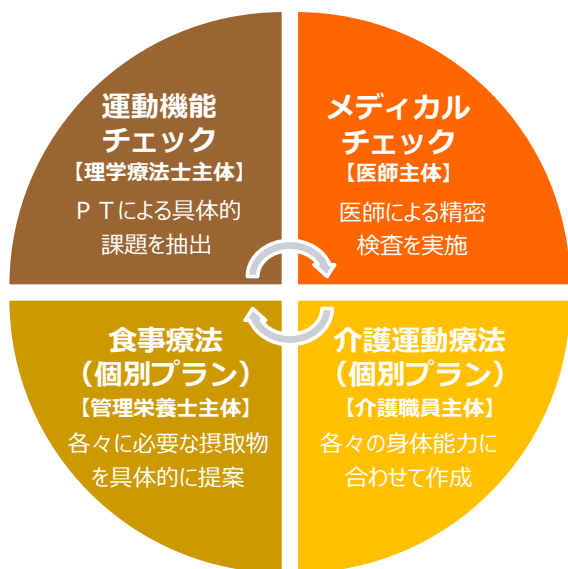 運動機能
チェック
【理学療法士主体】
ＰＴによる具体的
課題を抽出
メディカル
チェック
【医師主体】
医師による精密
検査を実施
食事療法
（個別プラン）
【管理栄養士主体】
各々に必要な摂取物
を具体的に提案
介護運動療法
（個別プラン）
【介護職員主体】
各々の身体能力に
合わせて作成